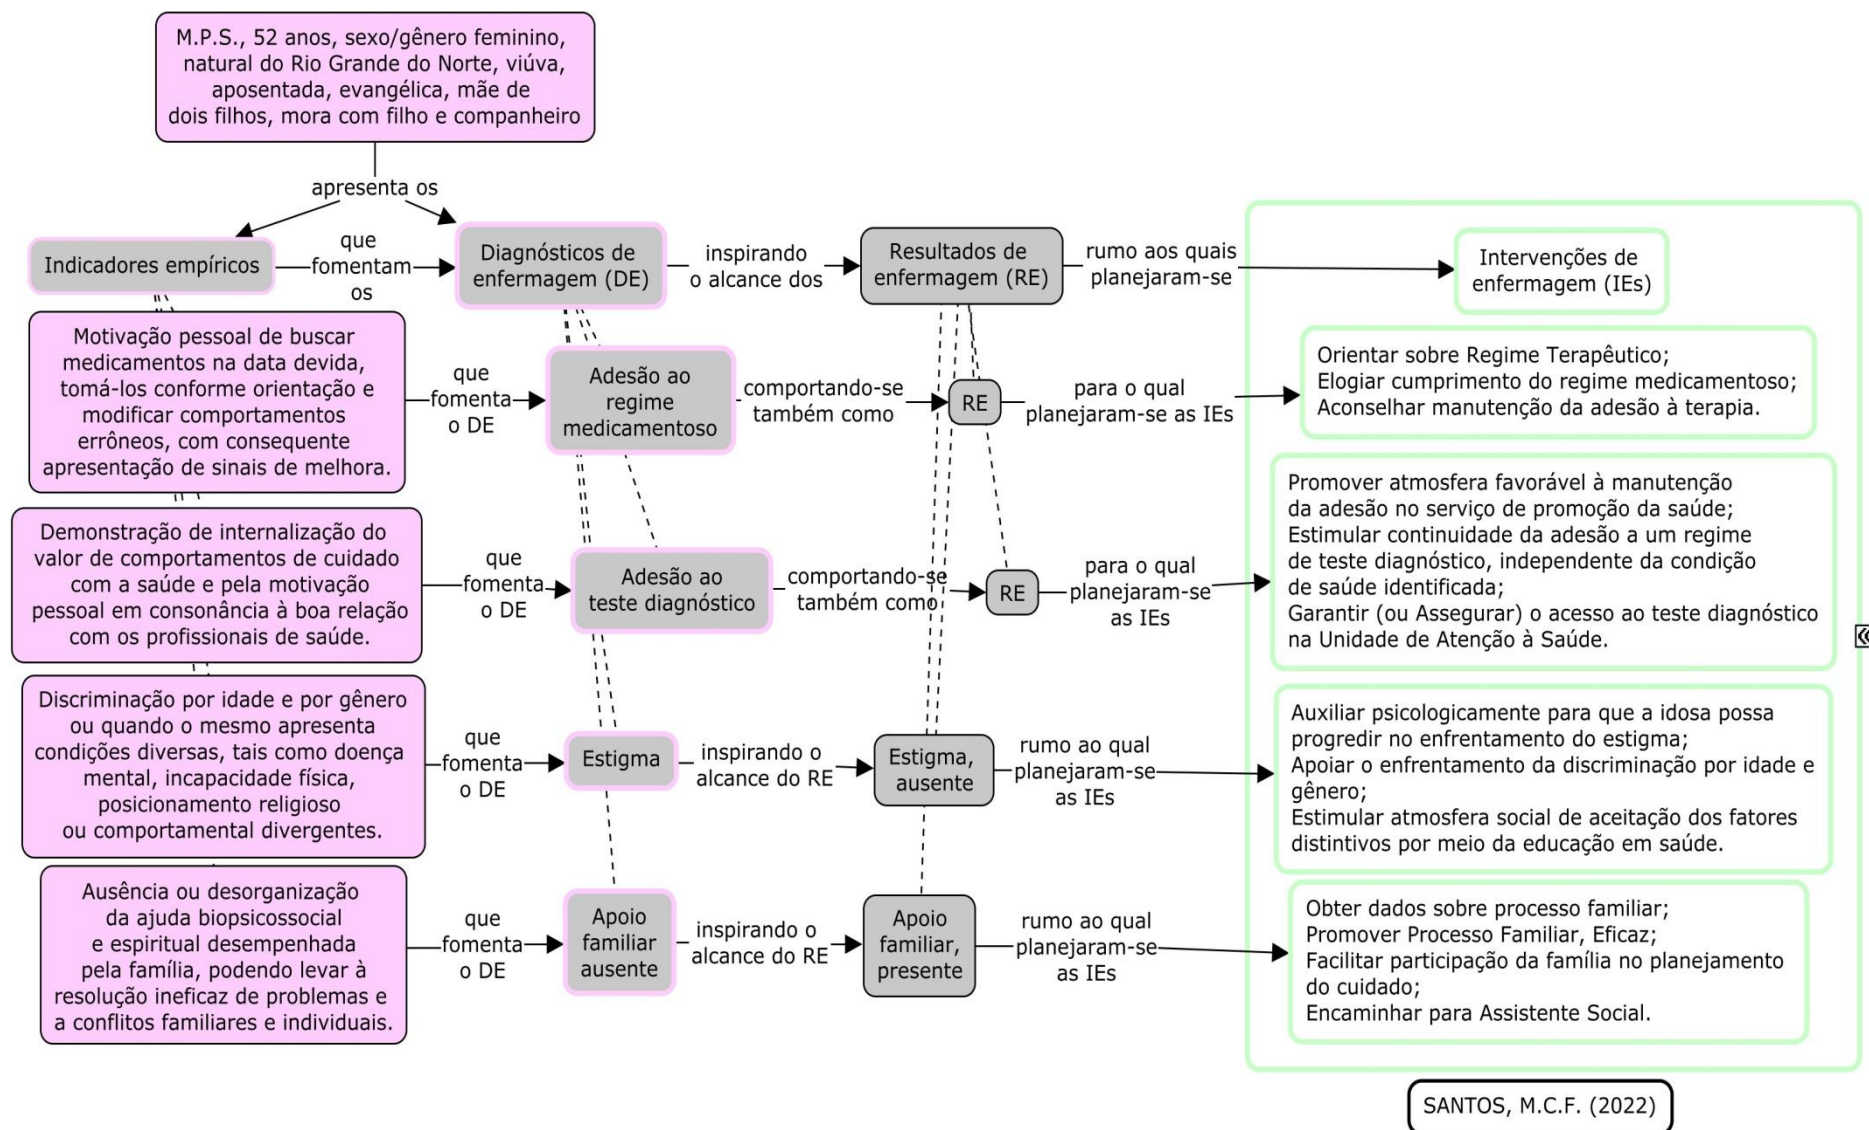 M.P.S., 52 anos, sexo/gênero feminino,
natural do Rio Grande do Norte, viúva,
aposentada, evangélica, mãe de
dois filhos, mora com filho e companheiro
apresenta os
Indicadores empíricos
que
fomentam
os
Diagnósticos de
enfermagem (DE)
inspirando
o alcance dos
Resultados de
enfermagem (RE)
rumo aos quais
planejaram-se
Intervenções de
enfermagem (IEs)
Motivação pessoal de buscar
medicamentos na data devida,
tomá-los conforme orientação e
modificar comportamentos
errôneos, com consequente
apresentação de sinais de melhora.
que
fomenta
o DE
Adesão ao
regime
medicamentoso
comportando-se
também como
RE
para o qual
planejaram-se as IEs
Orientar sobre Regime Terapêutico;
Elogiar cumprimento do regime medicamentoso;
Aconselhar manutenção da adesão à terapia.
Demonstração de internalização do
valor de comportamentos de cuidado
com a saúde e pela motivação
pessoal em consonância à boa relação
com os profissionais de saúde.
que
fomenta
o DE
Adesão ao
teste diagnóstico
comportando-se
também como
RE
para o qual
planejaram-se
as IEs
Promover atmosfera favorável à manutenção
da adesão no serviço de promoção da saúde;
Estimular continuidade da adesão a um regime
de teste diagnóstico, independente da condição
de saúde identificada;
Garantir (ou Assegurar) o acesso ao teste diagnóstico
na Unidade de Atenção à Saúde.
Discriminação por idade e por gênero
ou quando o mesmo apresenta
condições diversas, tais como doença
mental, incapacidade física,
posicionamento religioso
ou comportamental divergentes.
que
fomenta
o DE
Estigma
inspirando o
alcance do RE
Estigma,
ausente
rumo ao qual
planejaram-se
as IEs
Auxiliar psicologicamente para que a idosa possa
progredir no enfrentamento do estigma;
Apoiar o enfrentamento da discriminação por idade e
gênero;
Estimular atmosfera social de aceitação dos fatores
distintivos por meio da educação em saúde.
Ausência ou desorganização
da ajuda biopsicossocial
e espiritual desempenhada
pela família, podendo levar à
resolução ineficaz de problemas e
a conflitos familiares e individuais.
que
fomenta
o DE
Apoio
familiar
ausente
inspirando o
alcance do RE
Apoio
familiar,
presente
rumo ao qual
planejaram-se
as IEs
Obter dados sobre processo familiar;
Promover Processo Familiar, Eficaz;
Facilitar participação da família no planejamento
do cuidado;
Encaminhar para Assistente Social.
SANTOS, M.C.F. (2022)